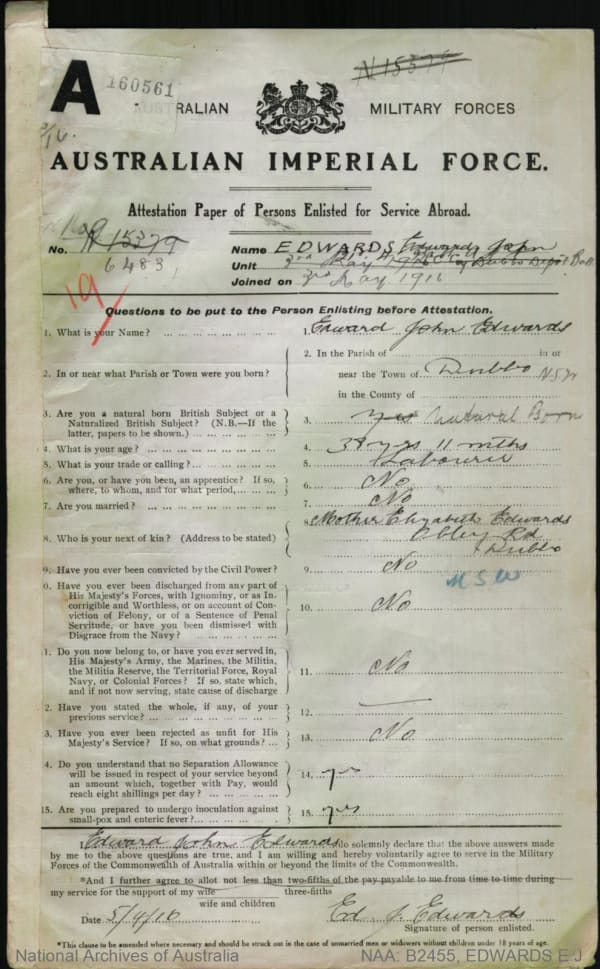 A
160561
AUSTRALIAN MILITARY FORCES
N15379
3/16.
AUSTRALIAN IMPERIAL FORCE.
Attestation Paper of Persons Enlisted for Service Abroad.
No. N 15379
6483
19
Name EDWARDS, Edward John
Unit
Joined on 3rd May 1916
Questions to be put to the Person Enlisting before Attestation.
1. What is your Name? ... 1. Edward John Edwards
2. In or near what Parish or Town were you born? ... 2. In the Parish of ... in or
near the Town of Dubbo NSW
in the County of
3. Are you a natural born British Subject or a
Naturalized British Subject? (N.B.—If the
latter, papers to be shown.) ... 3. Yes Natural Born
4. What is your age? ... 4. 38 yrs 11 mths
5. What is your trade or calling? ... 5. Labourer
6. Are you, or have you been, an apprentice? If so,
where, to whom, and for what period, ... 6. No
7. Are you married? ... 7. No
8. Who is your next of kin? (Address to be stated) 8. Mother Elizabeth Edwards
Obley Rd
Dubbo
NSW
9. Have you ever been convicted by the Civil Power? 9. No
0. Have you ever been discharged from any part of
His Majesty's Forces, with Ignominy, or as In-
corrigible and Worthless, or on account of Con-
viction of Felony, or of a Sentence of Penal
Servitude, or have you been dismissed with
Disgrace from the Navy? ... 10. No
1. Do you now belong to, or have you ever served in,
His Majesty's Army, the Marines, the Militia,
the Militia Reserve, the Territorial Force, Royal
Navy, or Colonial Forces? If so, state which,
and if not now serving, state cause of discharge 11. No
2. Have you stated the whole, if any, of your
previous service? ... 12.
3. Have you ever been rejected as unfit for His
Majesty's Service? If so, on what grounds? ... 13. No
4. Do you understand that no Separation Allowance
will be issued in respect of your service beyond
an amount which, together with Pay, would
reach eight shillings per day? ... 14. yes
15. Are you prepared to undergo inoculation against
small-pox and enteric fever? ... 15. yes
I, Edward John Edwards do solemnly declare that the above answers made
by me to the above questions are true, and I am willing and hereby voluntarily agree to serve in the Military
Forces of the Commonwealth of Australia within or beyond the limits of the Commonwealth.
*And I further agree to allot not less than two-fifths of the pay payable to me from time to time during
three-fifths
my service for the support of my wife
wife and children
Date 5/4/16 Ed J. Edwards
Signature of person enlisted.
*This clause to be amended where necessary and should be struck out in the case of unmarried men or widowers without children under 18 years of age.
National Archives of Australia NAA: B2455, EDWARDS E J